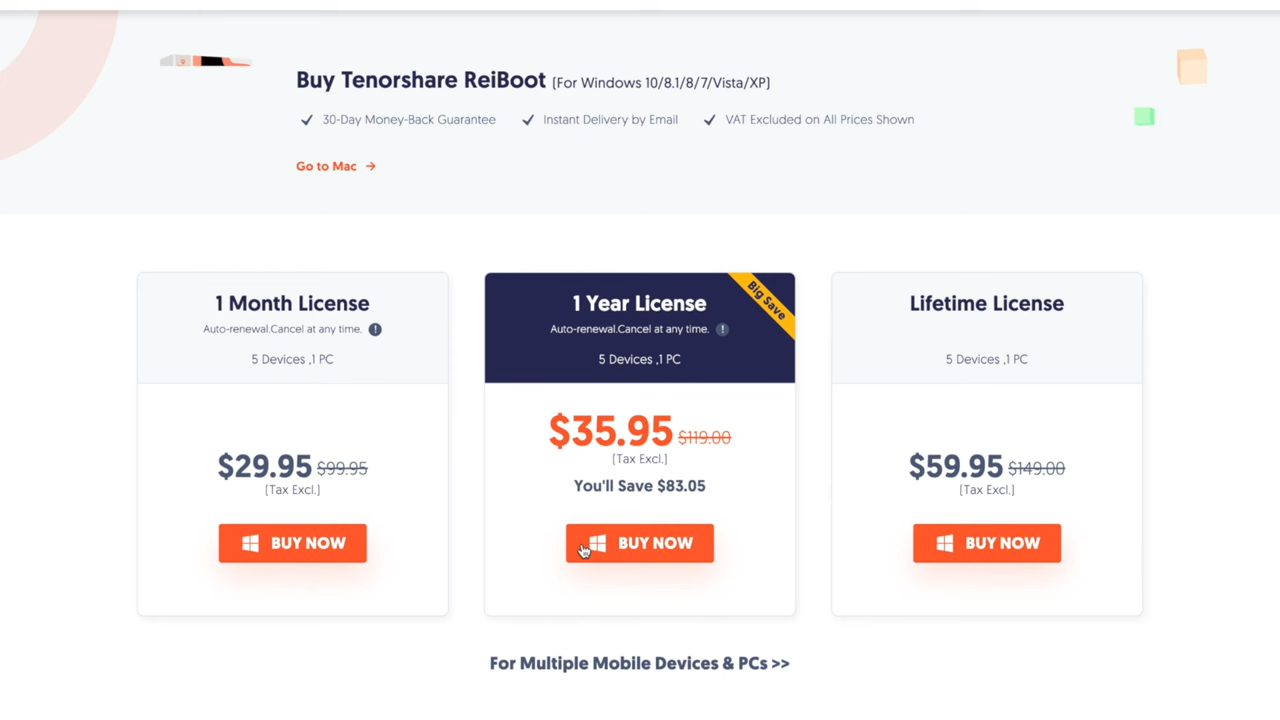 Buy Tenorshare ReiBoot [For Windows 10/8.1/8/7/Vista/XP]
30-Day Money-Back Guarantee Instant Delivery by Email VAT Excluded on All Prices Shown
Go to Mac →
1 Month License
Auto-renewal.Cancel at any time. !
5 Devices ,1 PC
$29.95 $99.95
[Tax Excl.]
BUY NOW
Big Save
1 Year License
Auto-renewal.Cancel at any time. !
5 Devices ,1 PC
$35.95 $119.00
[Tax Excl.]
You'll Save $83.05
BUY NOW
Lifetime License
5 Devices ,1 PC
$59.95 $149.00
[Tax Excl.]
BUY NOW
For Multiple Mobile Devices & PCs >>